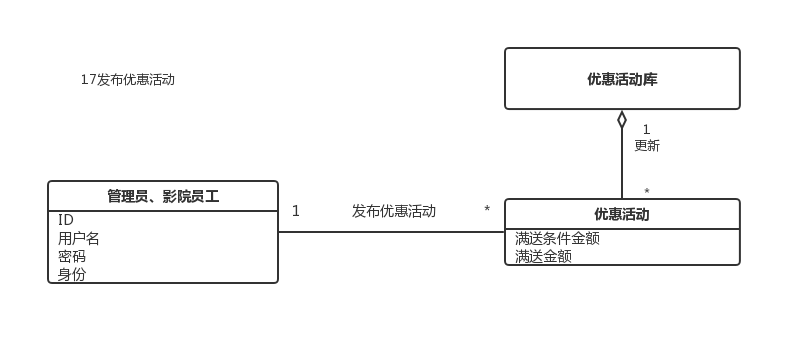 17发布优惠活动
优惠活动库
1
更新
*
管理员、影院员工
ID
用户名
密码
身份
1
发布优惠活动
*
优惠活动
满送条件金额
满送金额